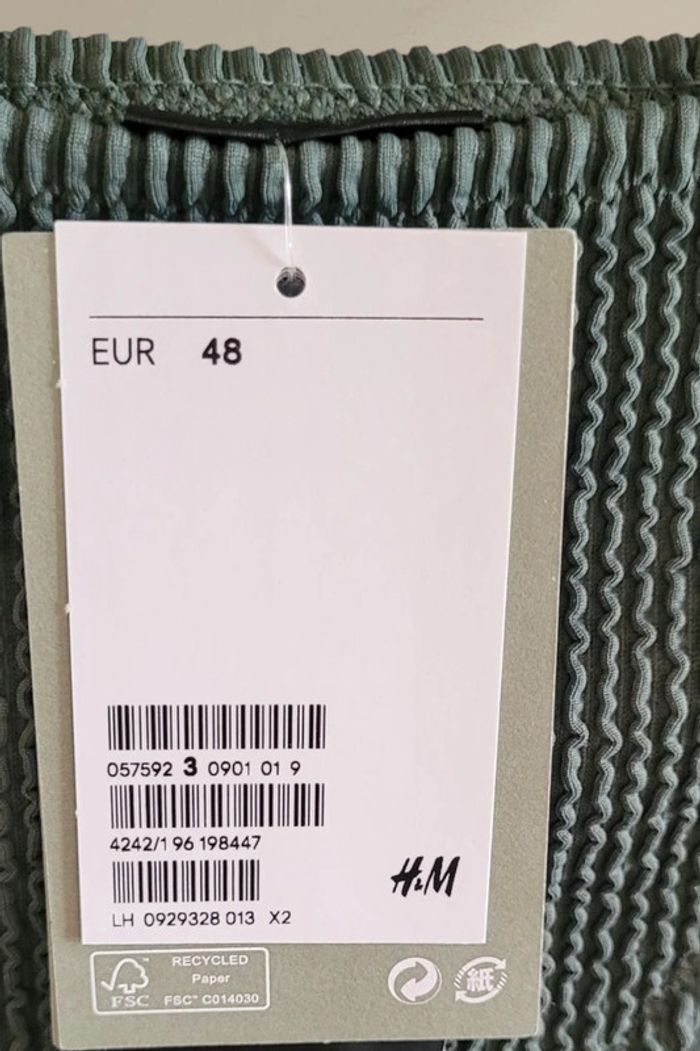 EUR 48
057592 3 0901 01 9
4242/1 96 198447
H&M
LH 0929328 013 X2
RECYCLED
Paper
FSC
FSC™ C014030
紙